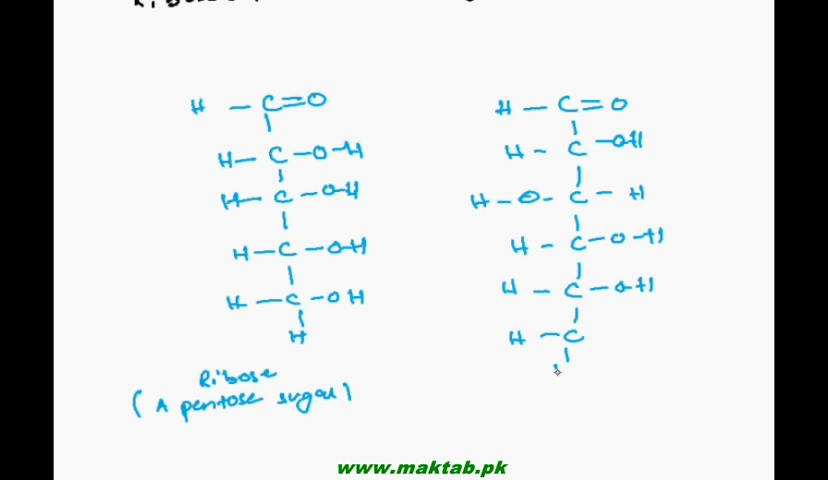 H – C = O
H – C – O – H
H – C – OH
H – C – OH
H – C – OH
H
Ribose
( A pentose sugar )
H – C = O
H – C – OH
H – O – C – H
H – C – O – H
H – C – OH
H – C
www.maktab.pk